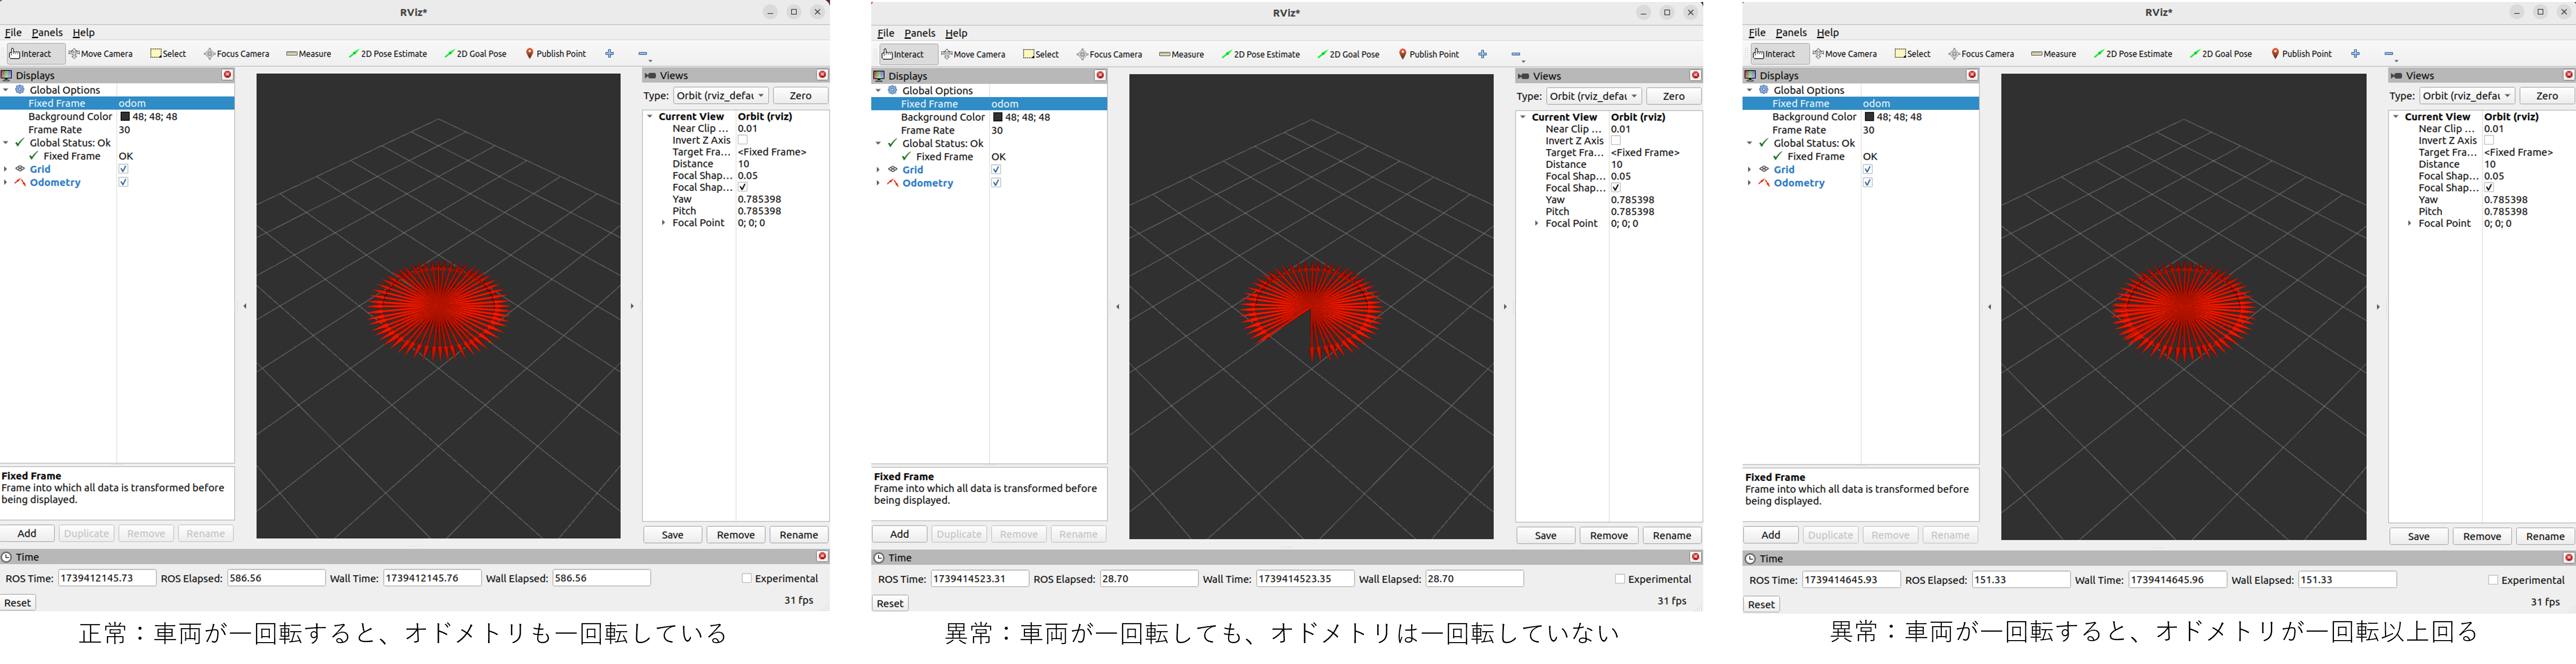 RViz*
File Panels Help
Interact Move Camera Select Focus Camera Measure 2D Pose Estimate 2D Goal Pose Publish Point
Displays
Global Options
Fixed Frame odom
Background Color 48; 48; 48
Frame Rate 30
Global Status: Ok
Fixed Frame OK
Grid
Odometry
Fixed Frame
Frame into which all data is transformed before
being displayed.
Add Duplicate Remove Rename
Views
Type: Orbit (rviz_defau Zero
Current View Orbit (rviz)
Near Clip ... 0.01
Invert Z Axis
Target Fra... <Fixed Frame>
Distance 10
Focal Shap... 0.05
Focal Shap...
Yaw 0.785398
Pitch 0.785398
Focal Point 0; 0; 0
Save Remove Rename
Time
ROS Time: 1739412145.73 ROS Elapsed: 586.56 Wall Time: 1739412145.76 Wall Elapsed: 586.56 Experimental
Reset 31 fps
正常：車両が一回転すると、オドメトリも一回転している
RViz*
File Panels Help
Interact Move Camera Select Focus Camera Measure 2D Pose Estimate 2D Goal Pose Publish Point
Displays
Global Options
Fixed Frame odom
Background Color 48; 48; 48
Frame Rate 30
Global Status: Ok
Fixed Frame OK
Grid
Odometry
Fixed Frame
Frame into which all data is transformed before
being displayed.
Add Duplicate Remove Rename
Views
Type: Orbit (rviz_defau Zero
Current View Orbit (rviz)
Near Clip ... 0.01
Invert Z Axis
Target Fra... <Fixed Frame>
Distance 10
Focal Shap... 0.05
Focal Shap...
Yaw 0.785398
Pitch 0.785398
Focal Point 0; 0; 0
Save Remove Rename
Time
ROS Time: 1739414523.31 ROS Elapsed: 28.70 Wall Time: 1739414523.35 Wall Elapsed: 28.70 Experimental
Reset 31 fps
異常：車両が一回転しても、オドメトリは一回転していない
RViz*
File Panels Help
Interact Move Camera Select Focus Camera Measure 2D Pose Estimate 2D Goal Pose Publish Point
Displays
Global Options
Fixed Frame odom
Background Color 48; 48; 48
Frame Rate 30
Global Status: Ok
Fixed Frame OK
Grid
Odometry
Fixed Frame
Frame into which all data is transformed before
being displayed.
Add Duplicate Remove Rename
Views
Type: Orbit (rviz_defau Zero
Current View Orbit (rviz)
Near Clip ... 0.01
Invert Z Axis
Target Fra... <Fixed Frame>
Distance 10
Focal Shap... 0.05
Focal Shap...
Yaw 0.785398
Pitch 0.785398
Focal Point 0; 0; 0
Save Remove Rename
Time
ROS Time: 1739414645.93 ROS Elapsed: 151.33 Wall Time: 1739414645.96 Wall Elapsed: 151.33 Experimental
Reset 31 fps
異常：車両が一回転すると、オドメトリが一回転以上回る